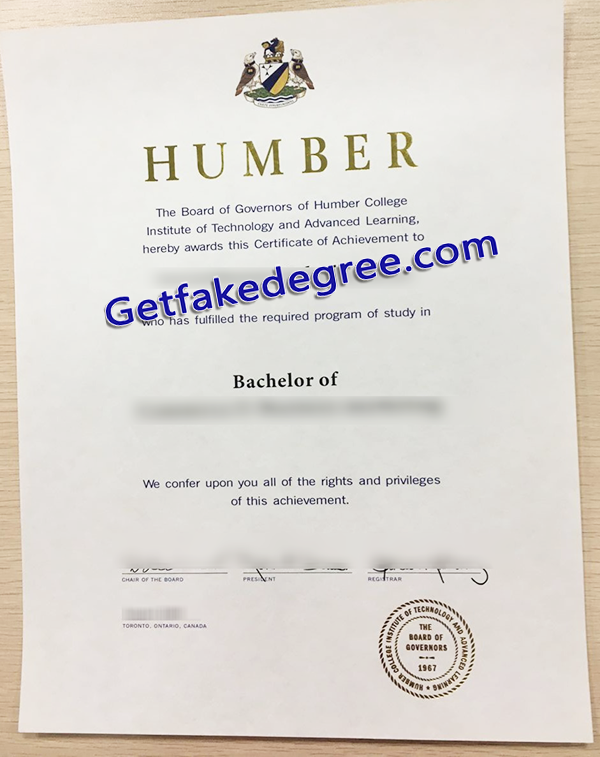 HUMBER
The Board of Governors of Humber College
Institute of Technology and Advanced Learning,
hereby awards this Certificate of Achievement to
Getfakedegree.com
who has fulfilled the required program of study in
Bachelor of
We confer upon you all of the rights and privileges
of this achievement.
CHAIR OF THE BOARD
PRESIDENT
REGISTRAR
TORONTO, ONTARIO, CANADA
HUMBER COLLEGE INSTITUTE OF TECHNOLOGY AND ADVANCED LEARNING
THE
BOARD OF
GOVERNORS
1967